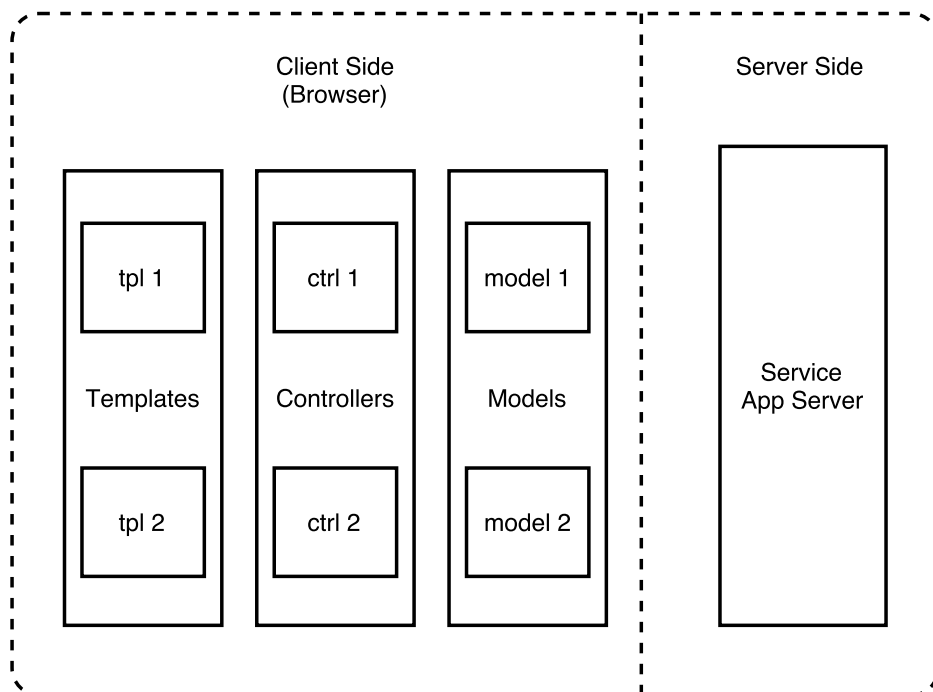 Client Side
(Browser)
Server Side
tpl 1
ctrl 1
model 1
Templates
Controllers
Models
Service
App Server
tpl 2
ctrl 2
model 2